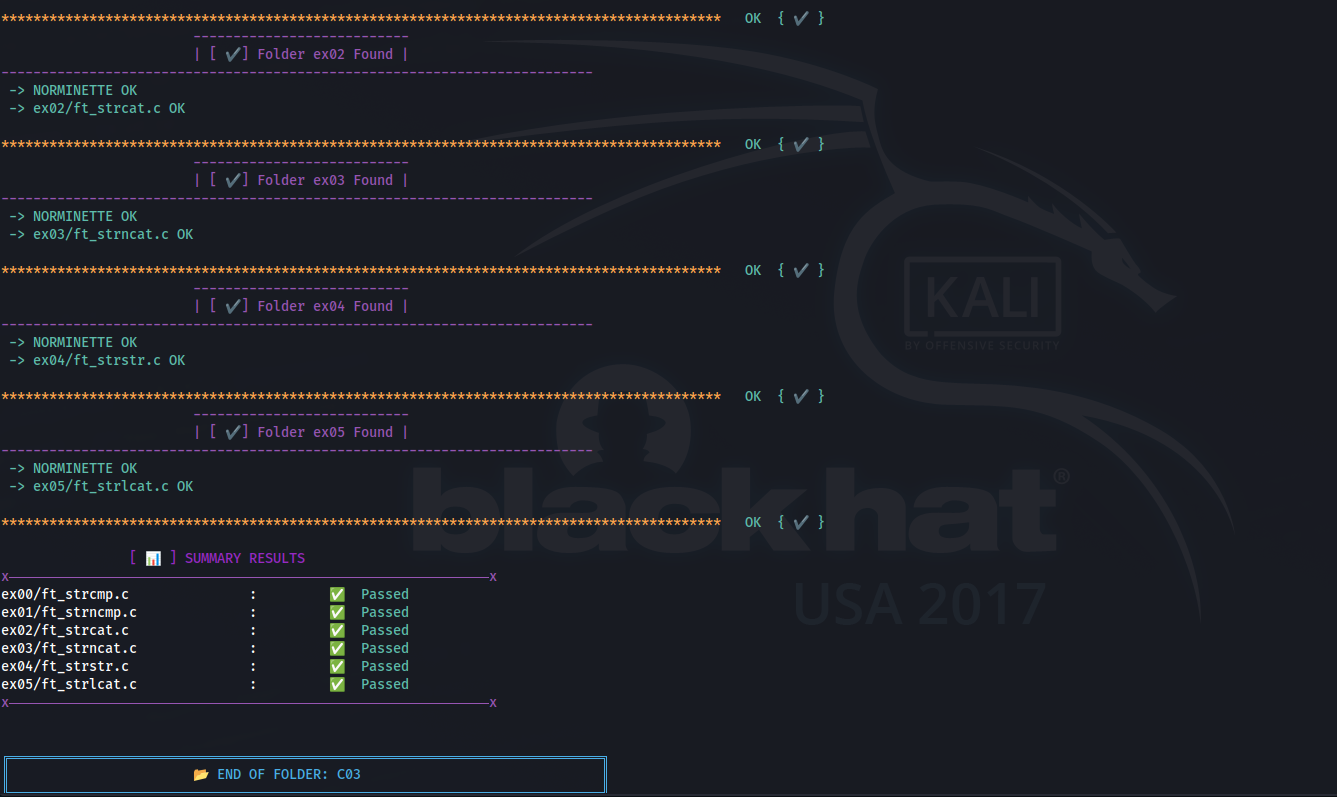 ******************************************************************************************   OK  { ✔ }
---------------------------
| [ ✔] Folder ex02 Found |
--------------------------------------------------------------------------
-> NORMINETTE OK
-> ex02/ft_strcat.c OK
******************************************************************************************   OK  { ✔ }
---------------------------
| [ ✔] Folder ex03 Found |
--------------------------------------------------------------------------
-> NORMINETTE OK
-> ex03/ft_strncat.c OK
******************************************************************************************   OK  { ✔ }
---------------------------
| [ ✔] Folder ex04 Found |
--------------------------------------------------------------------------
-> NORMINETTE OK
-> ex04/ft_strstr.c OK
******************************************************************************************   OK  { ✔ }
---------------------------
| [ ✔] Folder ex05 Found |
--------------------------------------------------------------------------
-> NORMINETTE OK
-> ex05/ft_strlcat.c OK
******************************************************************************************   OK  { ✔ }
[ 📊 ] SUMMARY RESULTS
x────────────────────────────────────────────────────────────x
ex00/ft_strcmp.c               :         ✅  Passed
ex01/ft_strncmp.c              :         ✅  Passed
ex02/ft_strcat.c               :         ✅  Passed
ex03/ft_strncat.c              :         ✅  Passed
ex04/ft_strstr.c               :         ✅  Passed
ex05/ft_strlcat.c              :         ✅  Passed
x────────────────────────────────────────────────────────────x
📂 END OF FOLDER: C03
KALI
BY OFFENSIVE SECURITY
black hat®
USA 2017